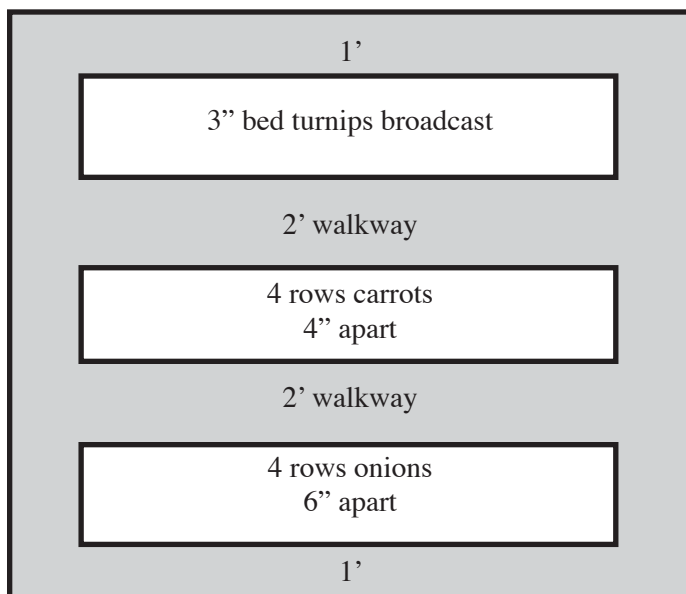 1’
3” bed turnips broadcast
2’ walkway
4 rows carrots
4” apart
2’ walkway
4 rows onions
6” apart
1’